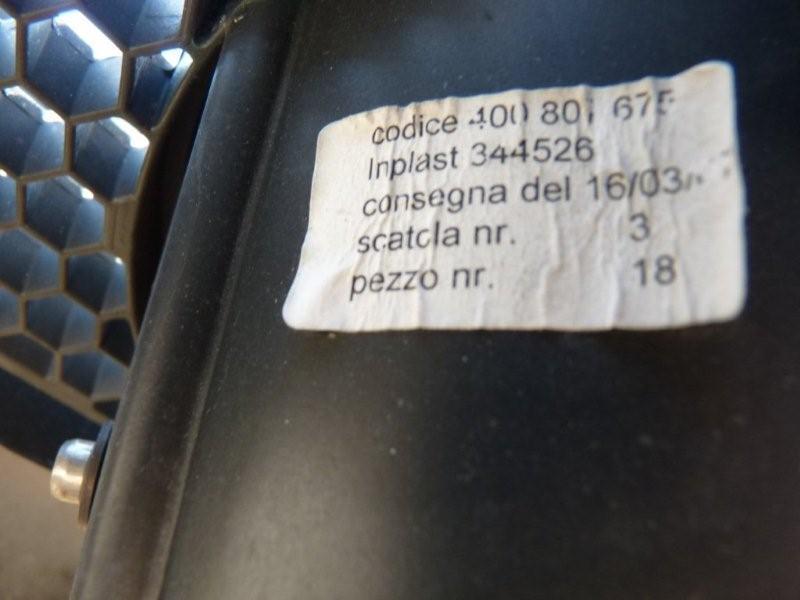 codice 400 807 675
Inplast 344526
consegna del 16/03/
scatola nr. 3
pezzo nr. 18